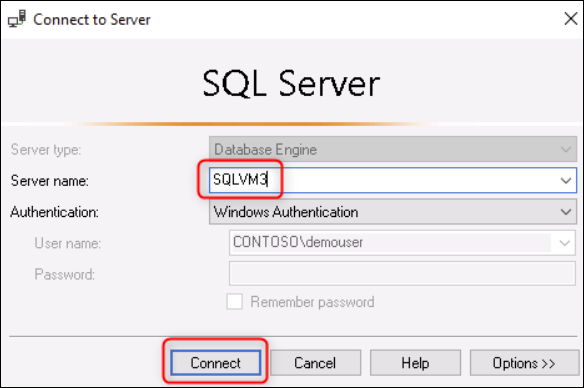 Connect to Server
SQL Server
Server type: Database Engine
Server name: SQLVM3
Authentication: Windows Authentication
User name: CONTOSO\demouser
Password:
Remember password
Connect Cancel Help Options >>